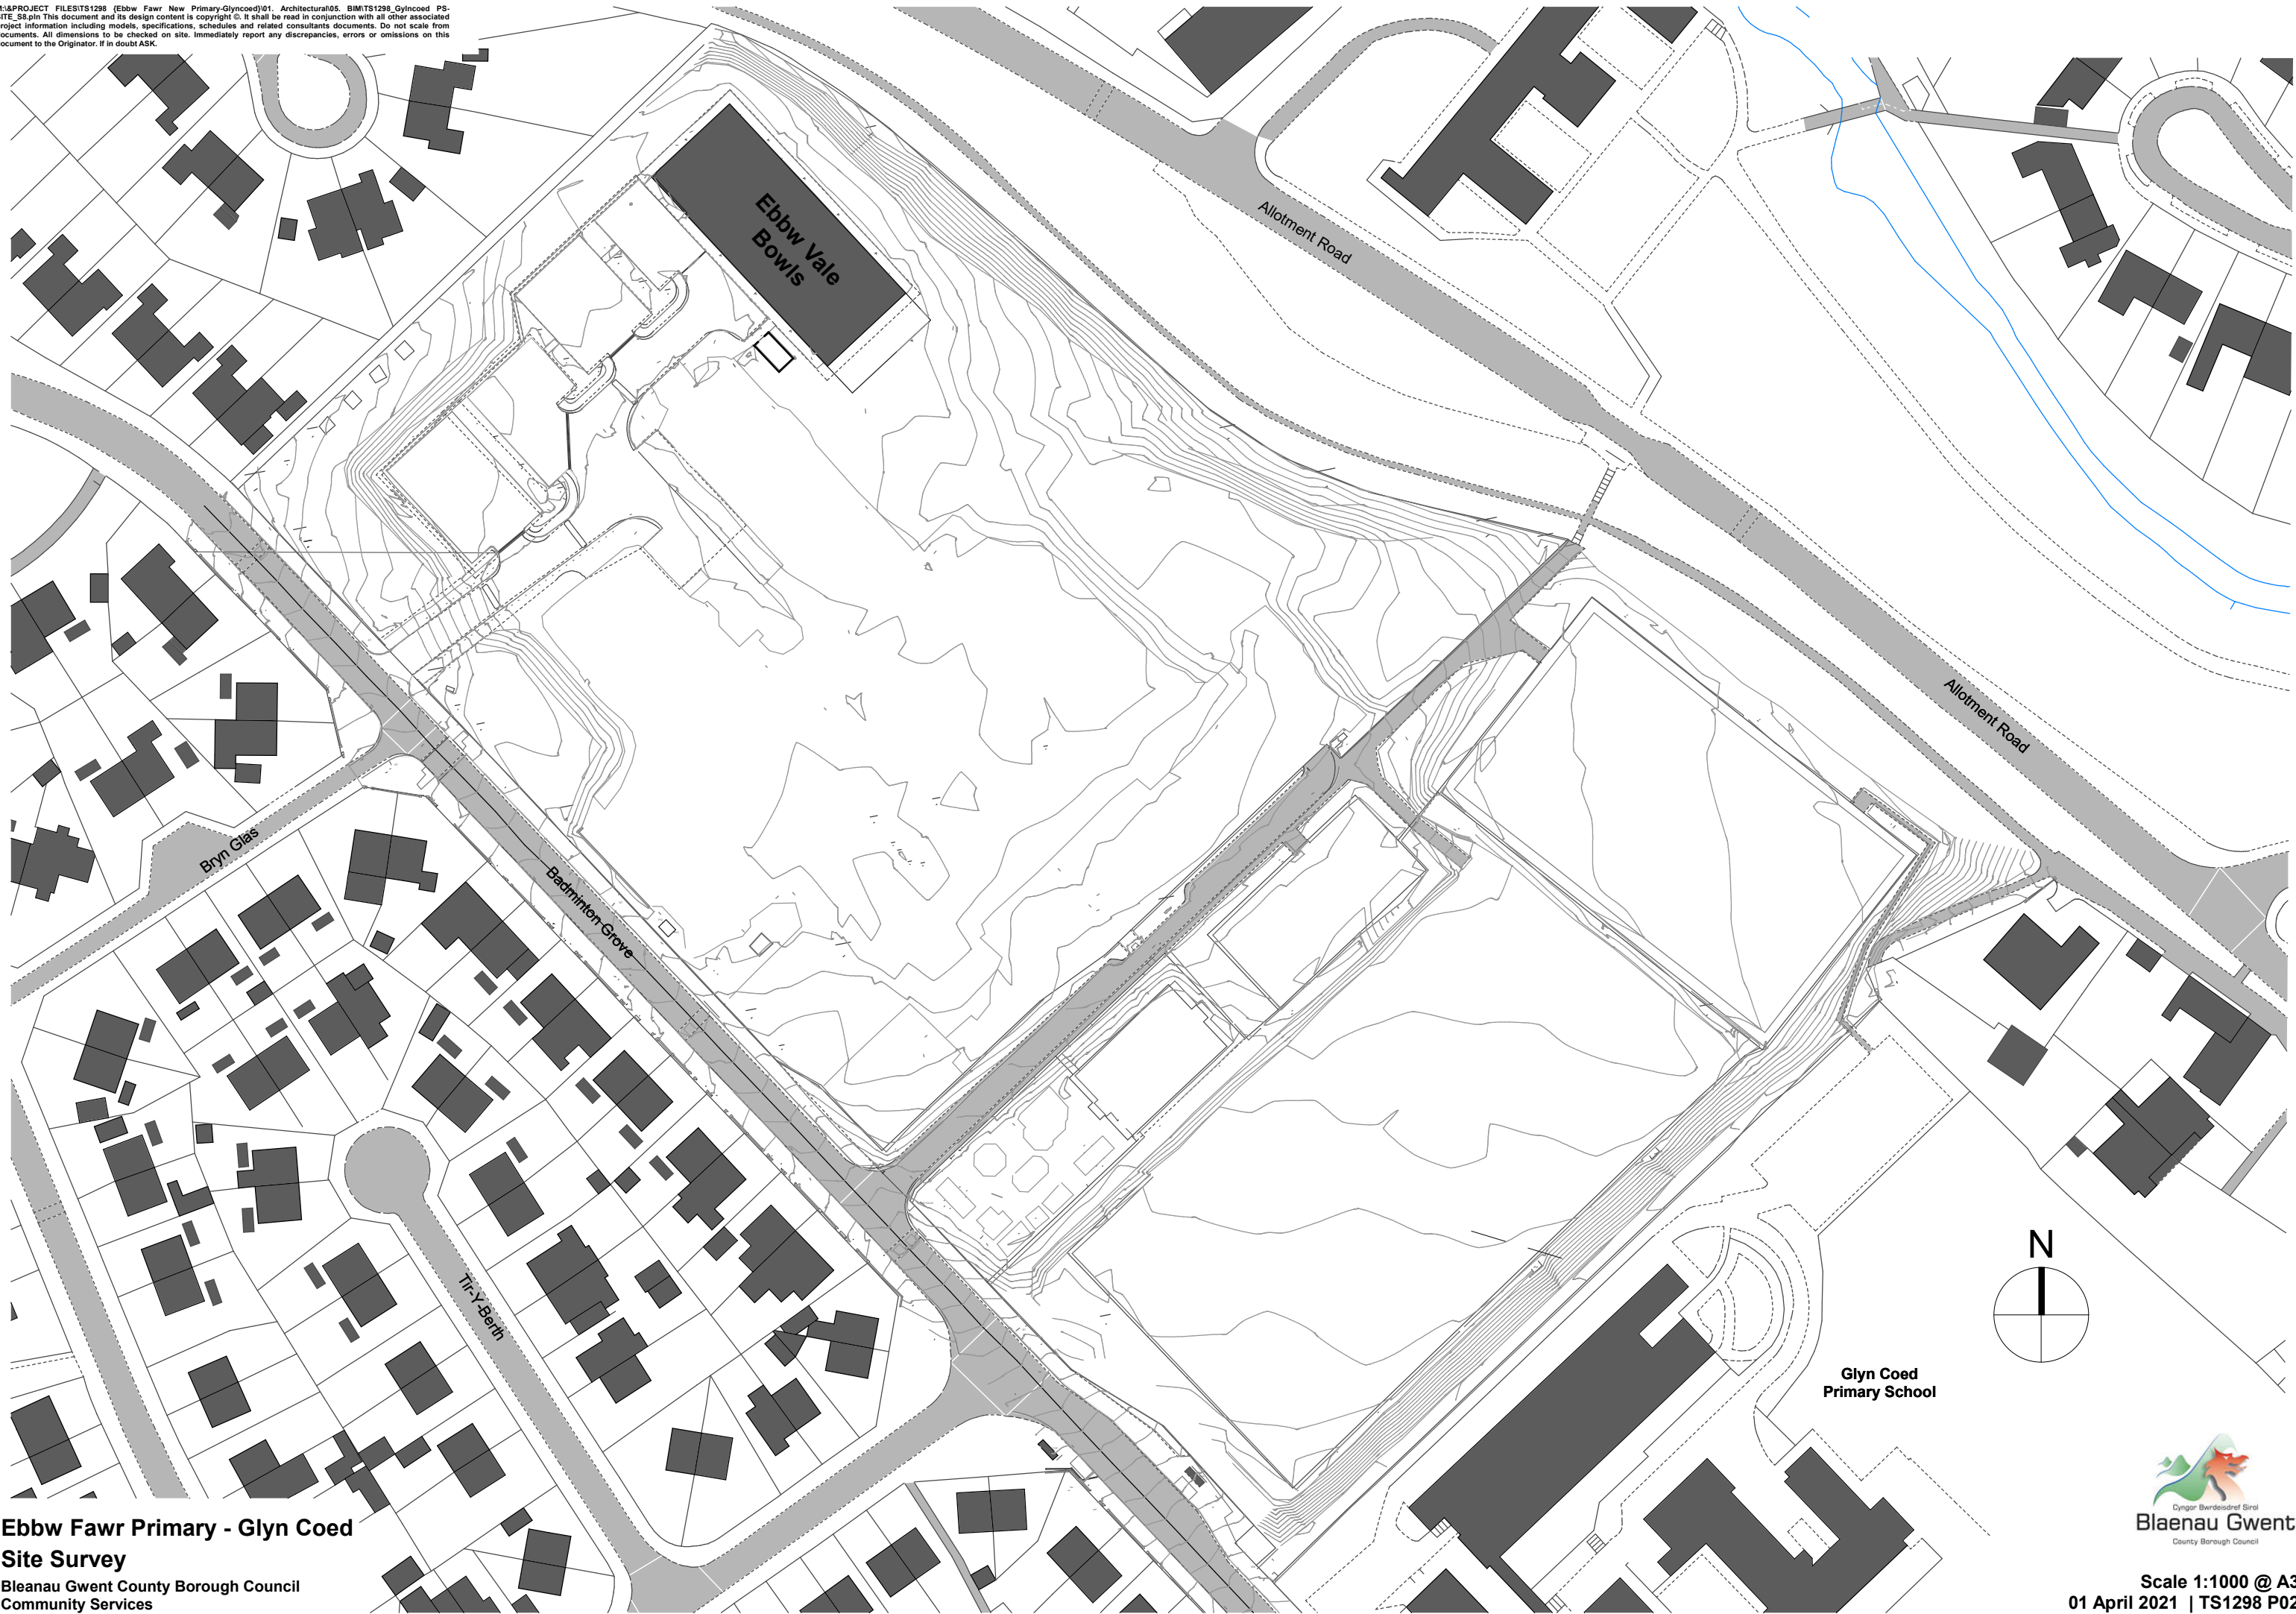 PROJECT FILES\TS1298 {Ebbw Fawr New Primary-Glyncoed}\01. Architectural\05. BIM\TS1298_Gylncoed PS-
SITE_S8.pln This document and its design content is copyright ©. It shall be read in conjunction with all other associated
project information including models, specifications, schedules and related consultants documents. Do not scale from
documents. All dimensions to be checked on site. Immediately report any discrepancies, errors or omissions on this
document to the Originator. If in doubt ASK.
Ebbw Vale
Bowls
Allotment Road
Allotment Road
Bryn Glas
Badminton Grove
Tir-Y-Berth
N
Glyn Coed
Primary School
Cyngor Bwrdeisdref Sirol
Blaenau Gwent
County Borough Council
Ebbw Fawr Primary - Glyn Coed
Site Survey
Bleanau Gwent County Borough Council
Community Services
Scale 1:1000 @ A3
01 April 2021 | TS1298 P02